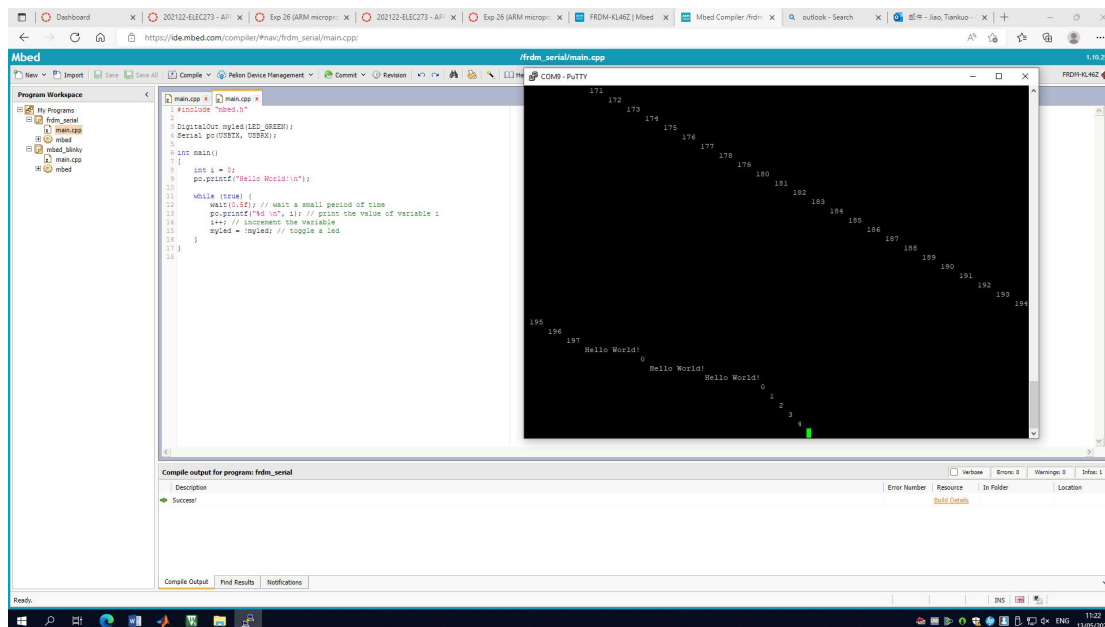 Dashboard
202122-ELEC273 - AP
Exp 26 (ARM micropro
202122-ELEC273 - AP
Exp 26 (ARM micropro
FRDM-KL46Z | Mbed
Mbed Compiler /frdm
outlook - Search
邮件 - Jiao, Tiankuo -
https://ide.mbed.com/compiler/#nav:/frdm_serial/main.cpp;
Mbed
/frdm_serial/main.cpp
New
Import
Save
Save All
Compile
Pelion Device Management
Commit
Revision
FRDM-KL46Z
Program Workspace
My Programs
frdm_serial
main.cpp
mbed
mbed_blinky
main.cpp
mbed
main.cpp x
main.cpp x
1 #include "mbed.h"
2
3 DigitalOut myled(LED_GREEN);
4 Serial pc(USBTX, USBRX);
5
6 int main()
7 {
8 int i = 0;
9 pc.printf("Hello World!\n");
10
11 while (true) {
12 wait(0.5f); // wait a small period of time
13 pc.printf("%d \n", i); // print the value of variable i
14 i++; // increment the variable
15 myled = !myled; // toggle a led
16 }
17 }
18
COM9 - PuTTY
171
172
173
174
175
176
177
178
179
180
181
182
183
184
185
186
187
188
189
190
191
192
193
194
195
196
197
Hello World!
0
Hello World!
Hello World!
0
1
2
3
4
Compile output for program: frdm_serial
Verbose
Errors: 0
Warnings: 0
Infos: 1
Description
Error Number
Resource
In Folder
Location
Success!
Build Details
Compile Output
Find Results
Notifications
Ready.
INS
ENG
11:22